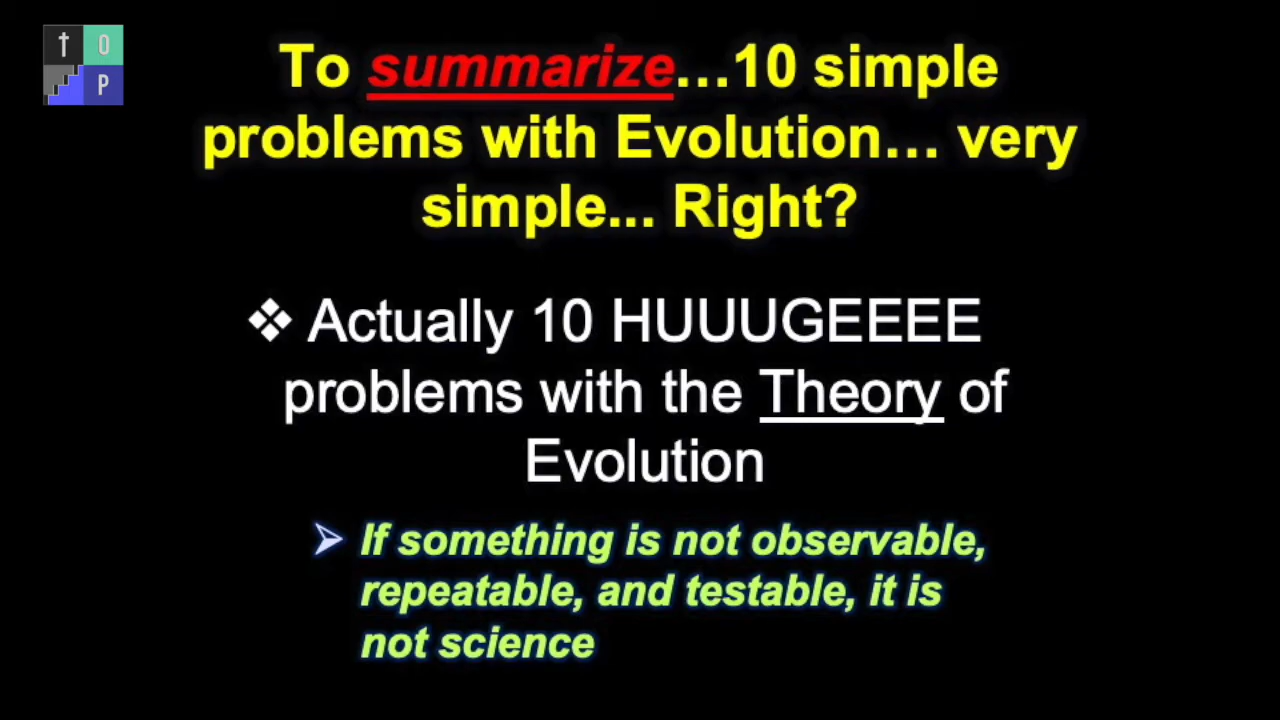 † O
P
To summarize...10 simple
problems with Evolution... very
simple... Right?
❖ Actually 10 HUUUGEEEE
problems with the Theory of
Evolution
➢ If something is not observable,
repeatable, and testable, it is
not science